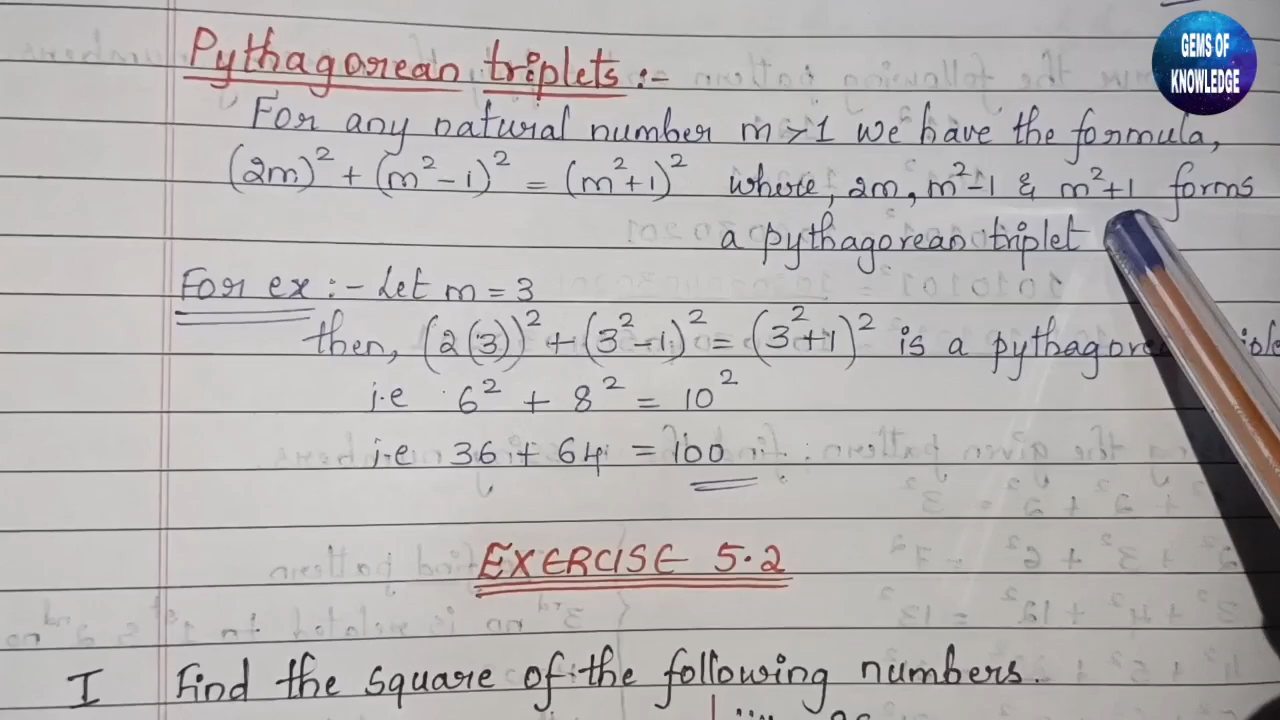 GEMS OF
KNOWLEDGE
Pythagorean triplets :-
For any natural number m > 1 we have the formula,
(2m)² + (m² - 1)² = (m² + 1)² where, 2m, m² - 1 & m² + 1 forms
a pythagorean triplet
For ex :- Let m = 3
then, (2(3))² + (3² - 1)² = (3² + 1)² is a
i.e 6² + 8² = 10²
i.e 36 + 64 = 100
EXERCISE 5.2
I Find the square of the following numbers.